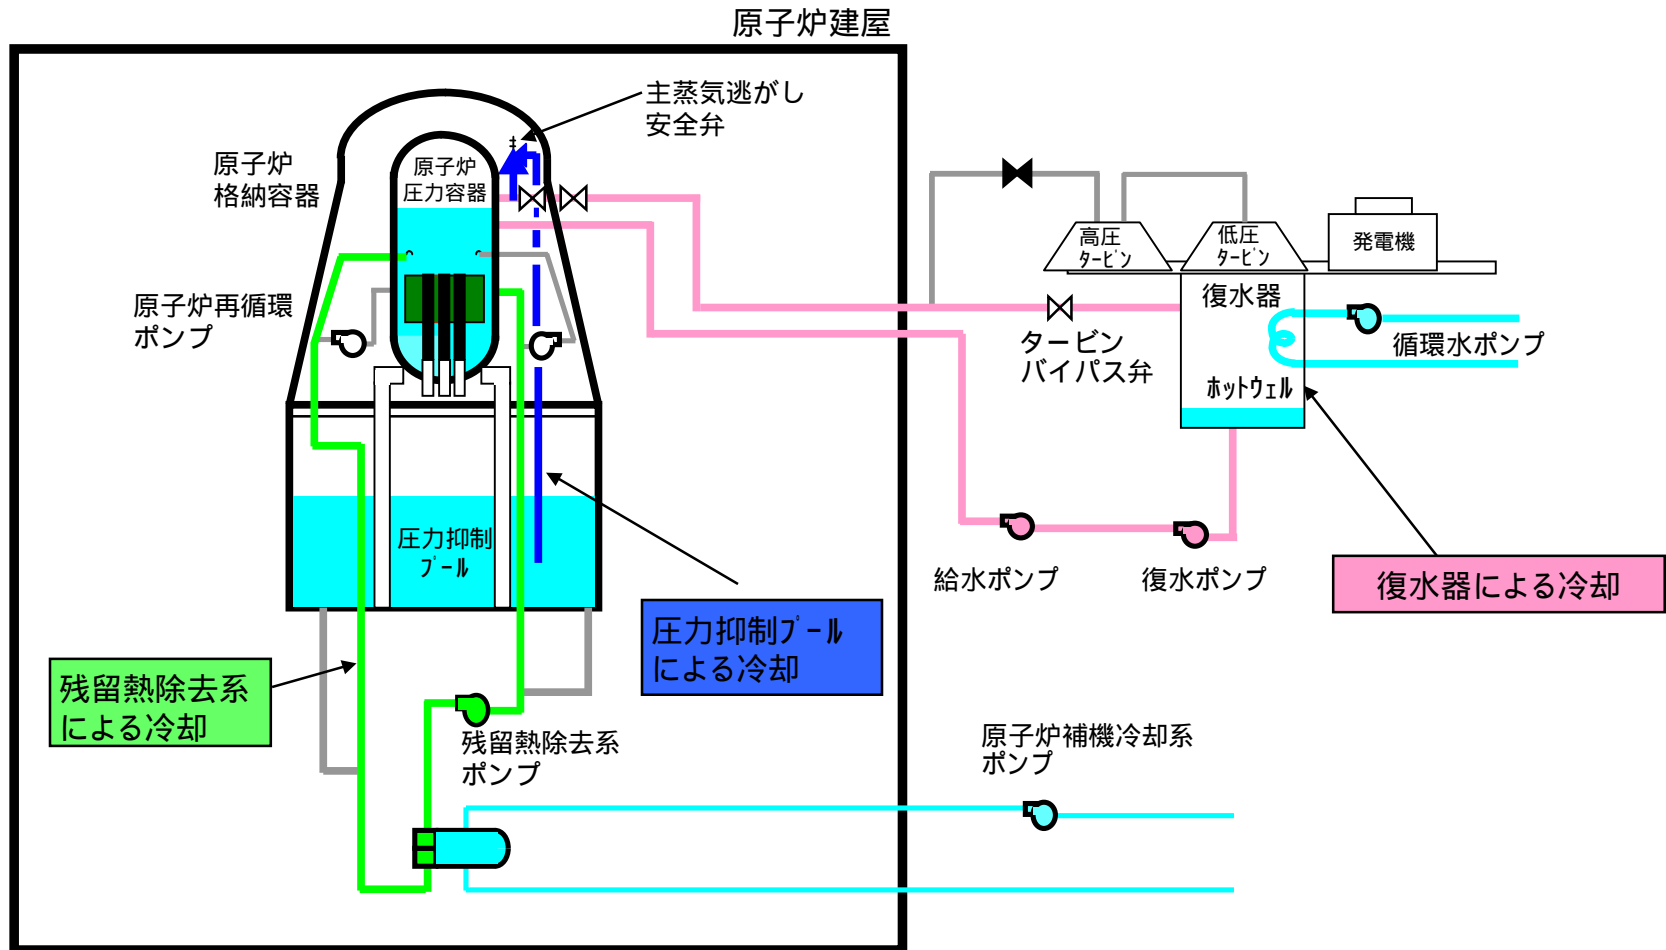 原子炉建屋
主蒸気逃がし
安全弁
原子炉
圧力容器
原子炉
格納容器
高圧
ﾀｰﾋﾞﾝ
低圧
ﾀｰﾋﾞﾝ
発電機
復水器
原子炉再循環
ポンプ
タービン
バイパス弁
循環水ポンプ
ﾎｯﾄｳｪﾙ
圧力抑制
ﾌﾟｰﾙ
給水ポンプ
復水ポンプ
復水器による冷却
圧力抑制ﾌﾟｰﾙ
による冷却
残留熱除去系
による冷却
残留熱除去系
ポンプ
原子炉補機冷却系
ポンプ